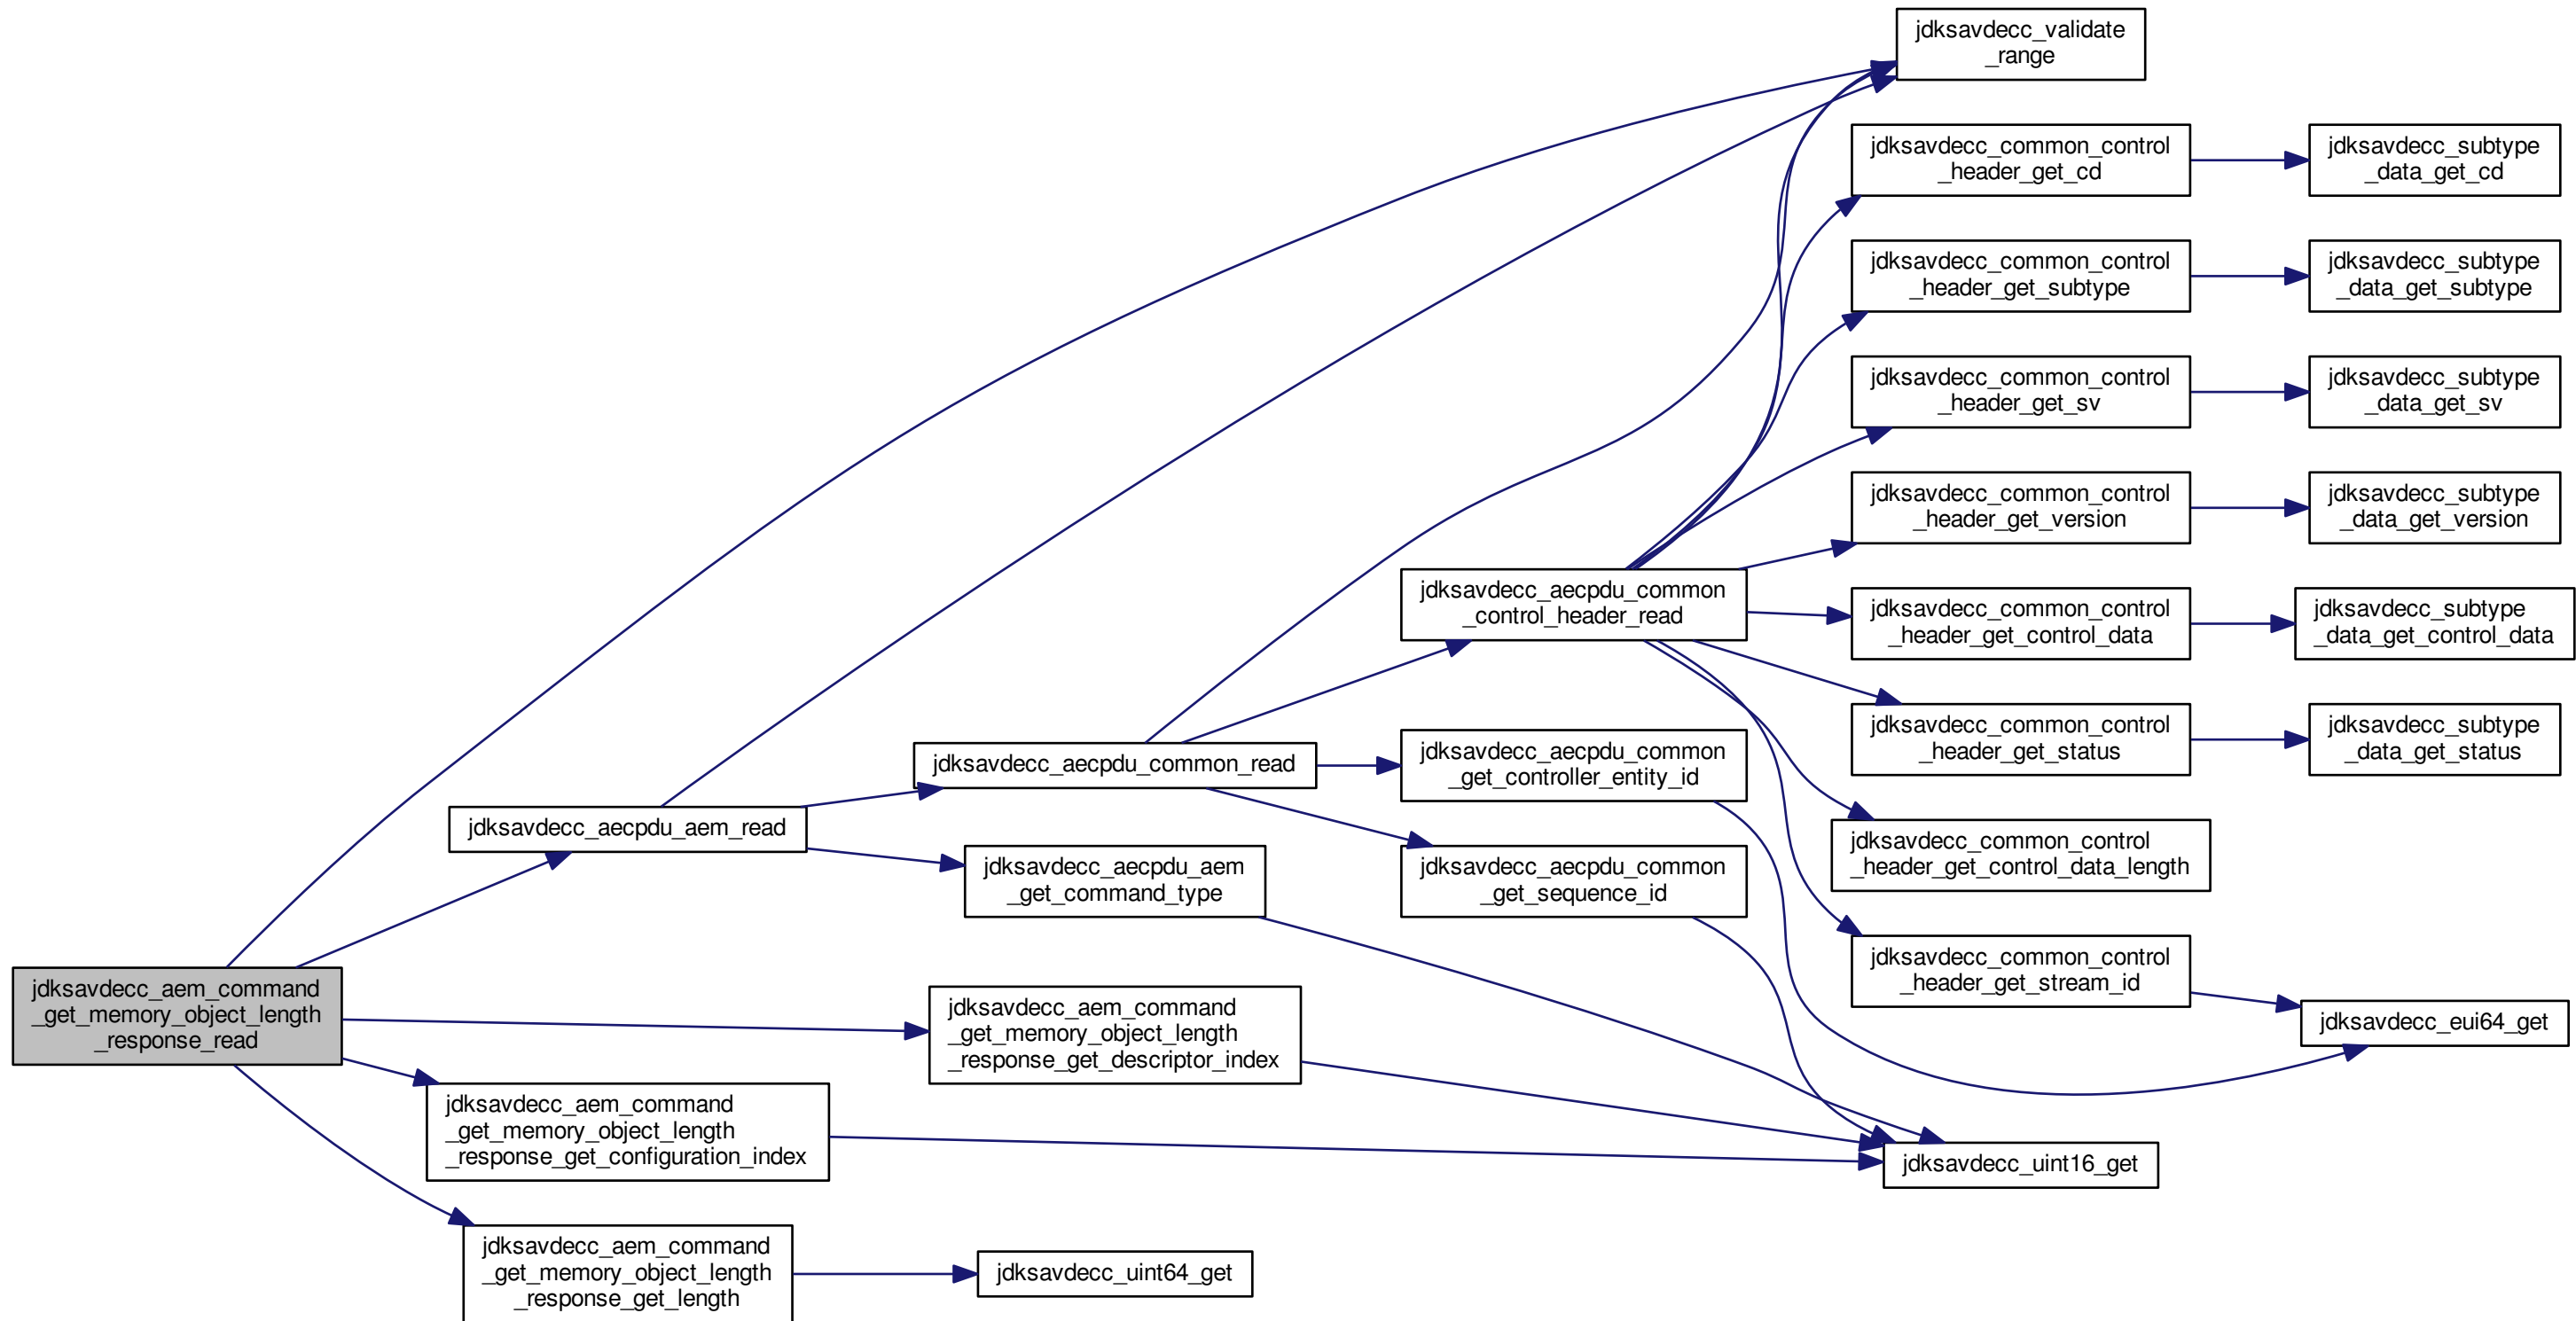 jdksavdecc_aem_command
_get_memory_object_length
_response_read
jdksavdecc_aecpdu_aem_read
jdksavdecc_aem_command
_get_memory_object_length
_response_get_configuration_index
jdksavdecc_aem_command
_get_memory_object_length
_response_get_length
jdksavdecc_aecpdu_common_read
jdksavdecc_aecpdu_aem
_get_command_type
jdksavdecc_aem_command
_get_memory_object_length
_response_get_descriptor_index
jdksavdecc_uint64_get
jdksavdecc_aecpdu_common
_control_header_read
jdksavdecc_aecpdu_common
_get_controller_entity_id
jdksavdecc_aecpdu_common
_get_sequence_id
jdksavdecc_validate
_range
jdksavdecc_common_control
_header_get_cd
jdksavdecc_common_control
_header_get_subtype
jdksavdecc_common_control
_header_get_sv
jdksavdecc_common_control
_header_get_version
jdksavdecc_common_control
_header_get_control_data
jdksavdecc_common_control
_header_get_status
jdksavdecc_common_control
_header_get_control_data_length
jdksavdecc_common_control
_header_get_stream_id
jdksavdecc_uint16_get
jdksavdecc_subtype
_data_get_cd
jdksavdecc_subtype
_data_get_subtype
jdksavdecc_subtype
_data_get_sv
jdksavdecc_subtype
_data_get_version
jdksavdecc_subtype
_data_get_control_data
jdksavdecc_subtype
_data_get_status
jdksavdecc_eui64_get